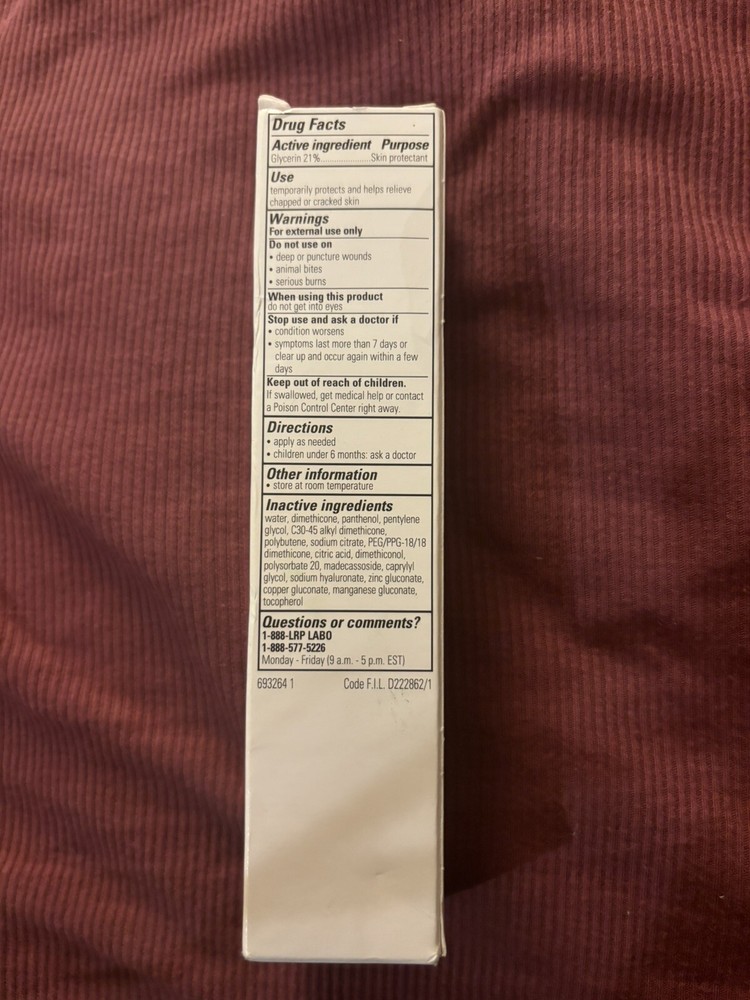 Drug Facts
Active ingredient Purpose
Glycerin 21%......................Skin protectant
Use
temporarily protects and helps relieve
chapped or cracked skin
Warnings
For external use only
Do not use on
• deep or puncture wounds
• animal bites
• serious burns
When using this product
do not get into eyes
Stop use and ask a doctor if
• condition worsens
• symptoms last more than 7 days or
clear up and occur again within a few
days
Keep out of reach of children.
If swallowed, get medical help or contact
a Poison Control Center right away.
Directions
• apply as needed
• children under 6 months: ask a doctor
Other information
• store at room temperature
Inactive ingredients
water, dimethicone, panthenol, pentylene
glycol, C30-45 alkyl dimethicone,
polybutene, sodium citrate, PEG/PPG-18/18
dimethicone, citric acid, dimethiconol,
polysorbate 20, madecassoside, caprylyl
glycol, sodium hyaluronate, zinc gluconate,
copper gluconate, manganese gluconate,
tocopherol
Questions or comments?
1-888-LRP LABO
1-888-577-5226
Monday - Friday (9 a.m. - 5 p.m. EST)
693264 1 Code F.I.L. D222862/1